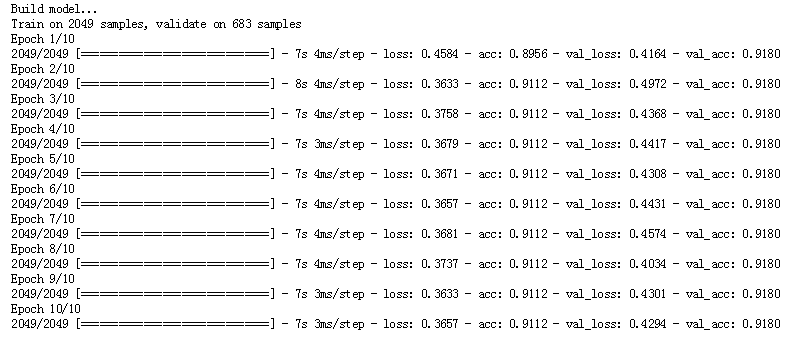 Build model...
Train on 2049 samples, validate on 683 samples
Epoch 1/10
2049/2049 [==============================] - 7s 4ms/step - loss: 0.4584 - acc: 0.8956 - val_loss: 0.4164 - val_acc: 0.9180
Epoch 2/10
2049/2049 [==============================] - 8s 4ms/step - loss: 0.3633 - acc: 0.9112 - val_loss: 0.4972 - val_acc: 0.9180
Epoch 3/10
2049/2049 [==============================] - 7s 4ms/step - loss: 0.3758 - acc: 0.9112 - val_loss: 0.4368 - val_acc: 0.9180
Epoch 4/10
2049/2049 [==============================] - 7s 3ms/step - loss: 0.3679 - acc: 0.9112 - val_loss: 0.4417 - val_acc: 0.9180
Epoch 5/10
2049/2049 [==============================] - 7s 4ms/step - loss: 0.3671 - acc: 0.9112 - val_loss: 0.4308 - val_acc: 0.9180
Epoch 6/10
2049/2049 [==============================] - 7s 4ms/step - loss: 0.3657 - acc: 0.9112 - val_loss: 0.4431 - val_acc: 0.9180
Epoch 7/10
2049/2049 [==============================] - 7s 4ms/step - loss: 0.3681 - acc: 0.9112 - val_loss: 0.4574 - val_acc: 0.9180
Epoch 8/10
2049/2049 [==============================] - 7s 4ms/step - loss: 0.3737 - acc: 0.9112 - val_loss: 0.4034 - val_acc: 0.9180
Epoch 9/10
2049/2049 [==============================] - 7s 3ms/step - loss: 0.3633 - acc: 0.9112 - val_loss: 0.4301 - val_acc: 0.9180
Epoch 10/10
2049/2049 [==============================] - 7s 3ms/step - loss: 0.3657 - acc: 0.9112 - val_loss: 0.4294 - val_acc: 0.9180